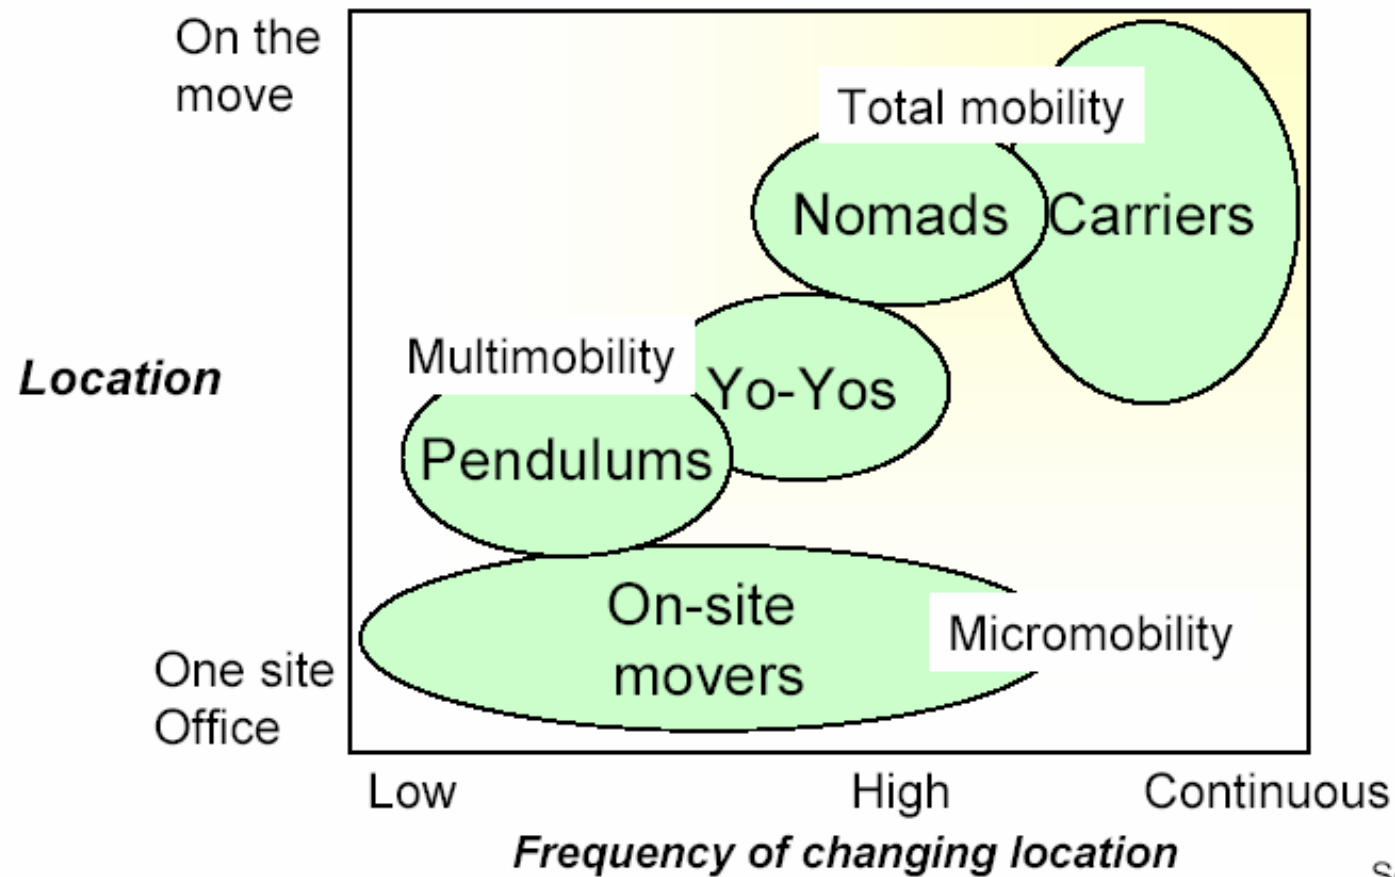 On the
move
Total mobility
Nomads
Carriers
Multimobility
Location
Yo-Yos
Pendulums
On-site
movers
Micromobility
One site
Office
Low
High
Continuous
Frequency of changing location